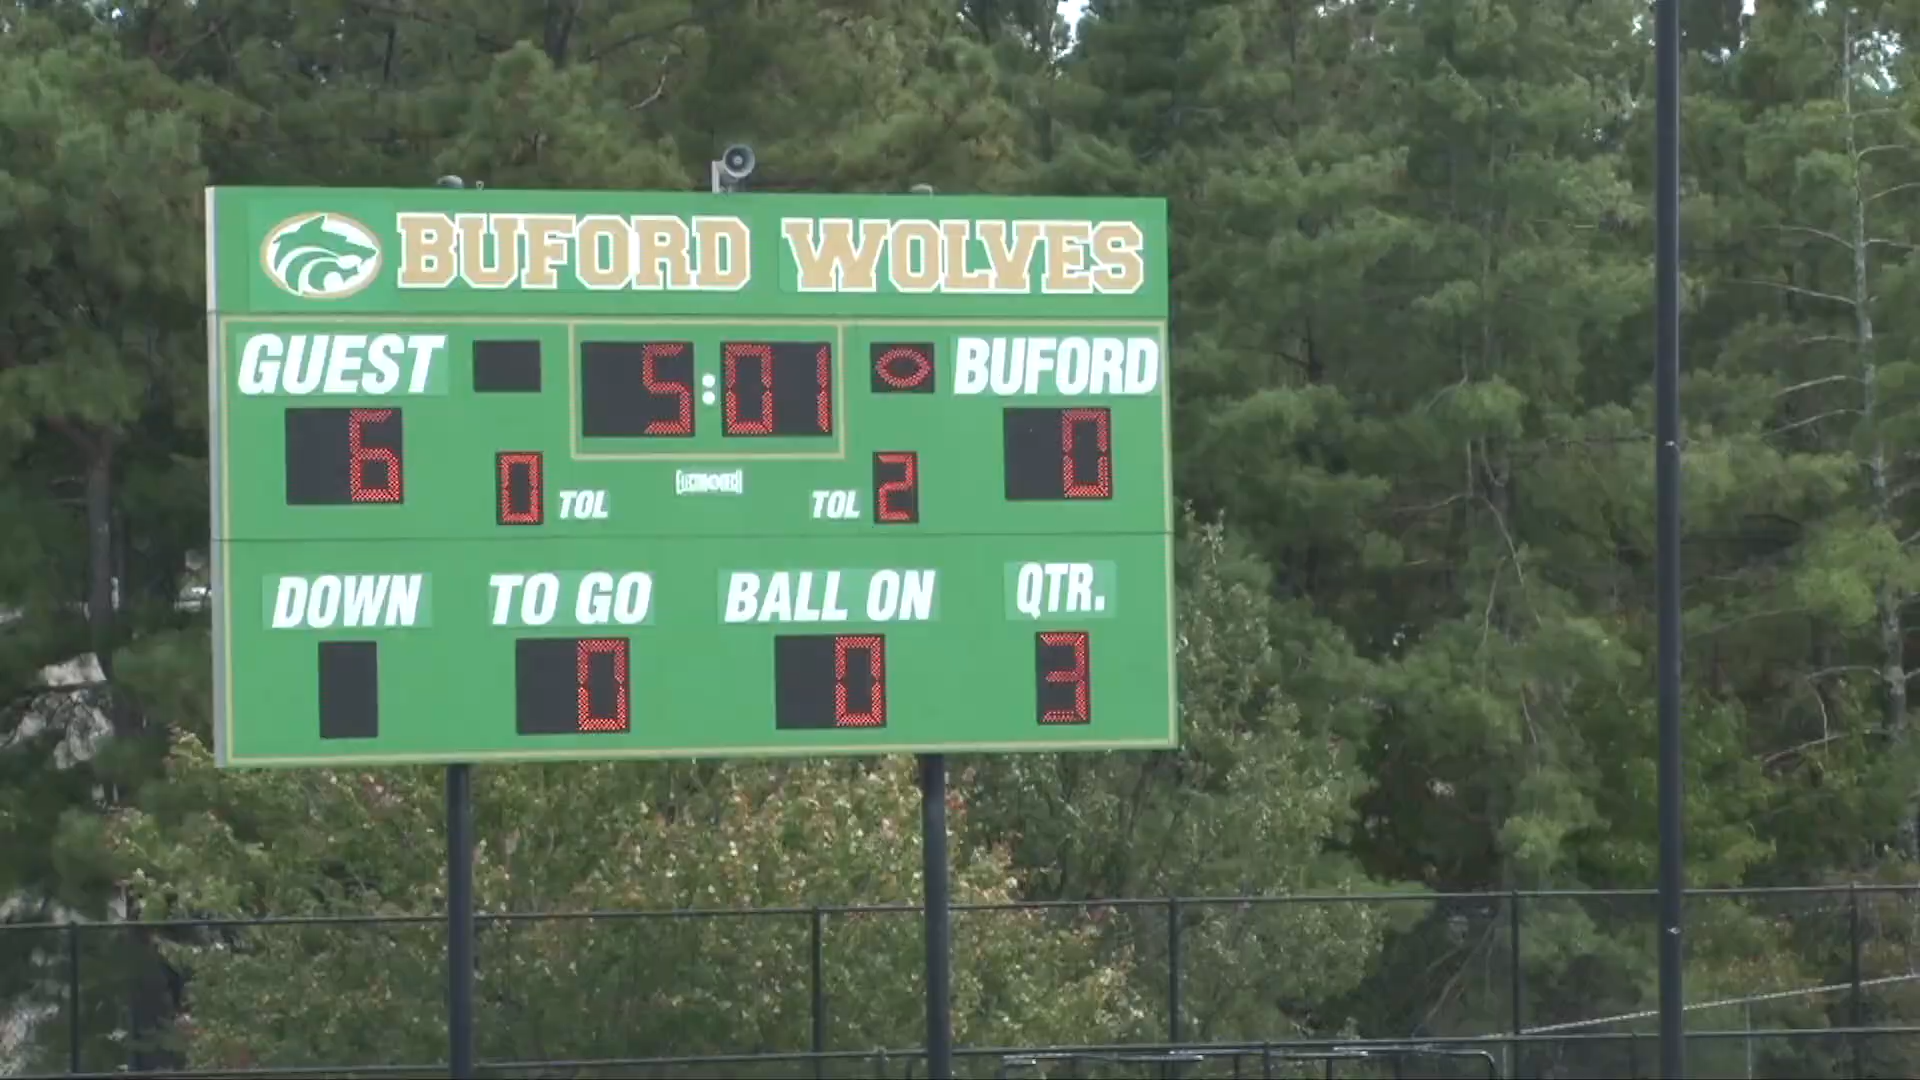 BUFORD WOLVES
GUEST 5:01 BUFORD
6 0 TOL TOL 2 0
DOWN TO GO BALL ON QTR.
0 0 3